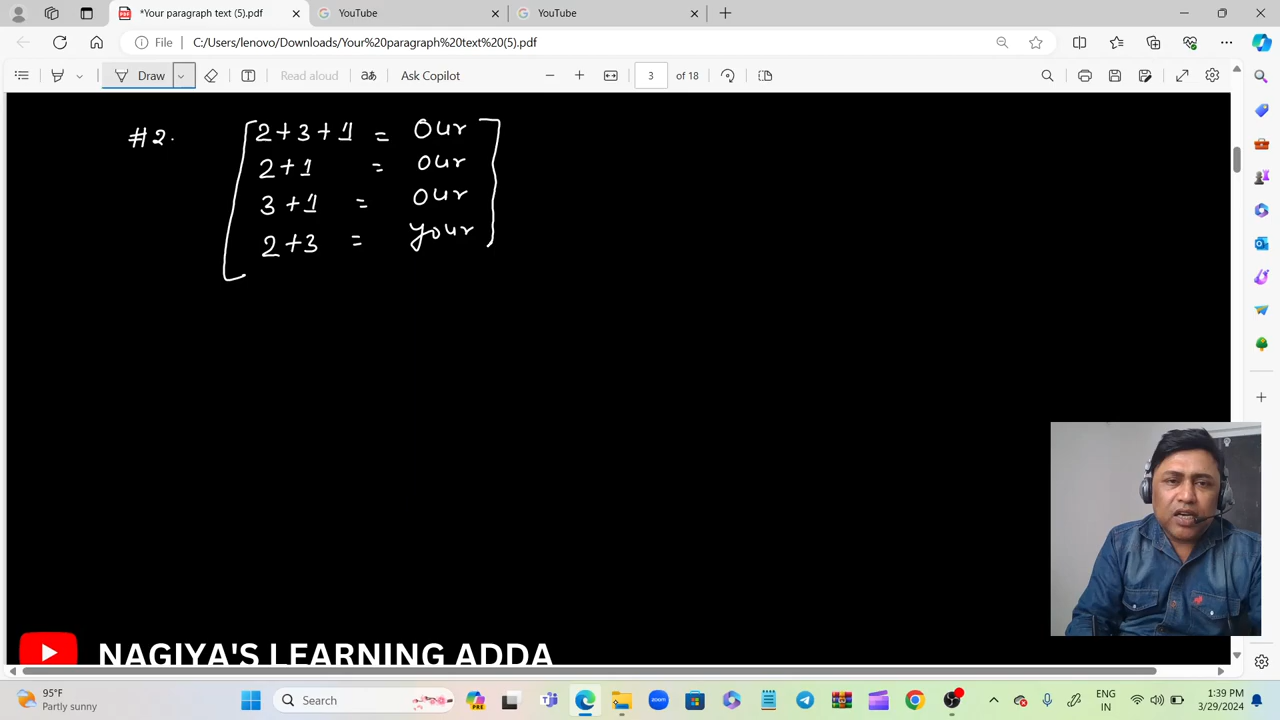 *Your paragraph text (5).pdf
YouTube
YouTube
File
C:/Users/lenovo/Downloads/Your%20paragraph%20text%20(5).pdf
Draw
Read aloud
Ask Copilot
3 of 18
#2.
2+3+1 = Our
2+1 = our
3+1 = our
2+3 = your
NAGIYA'S LEARNING ADDA
95°F
Partly sunny
Search
zoom
PRE
ENG
IN
1:39 PM
3/29/2024